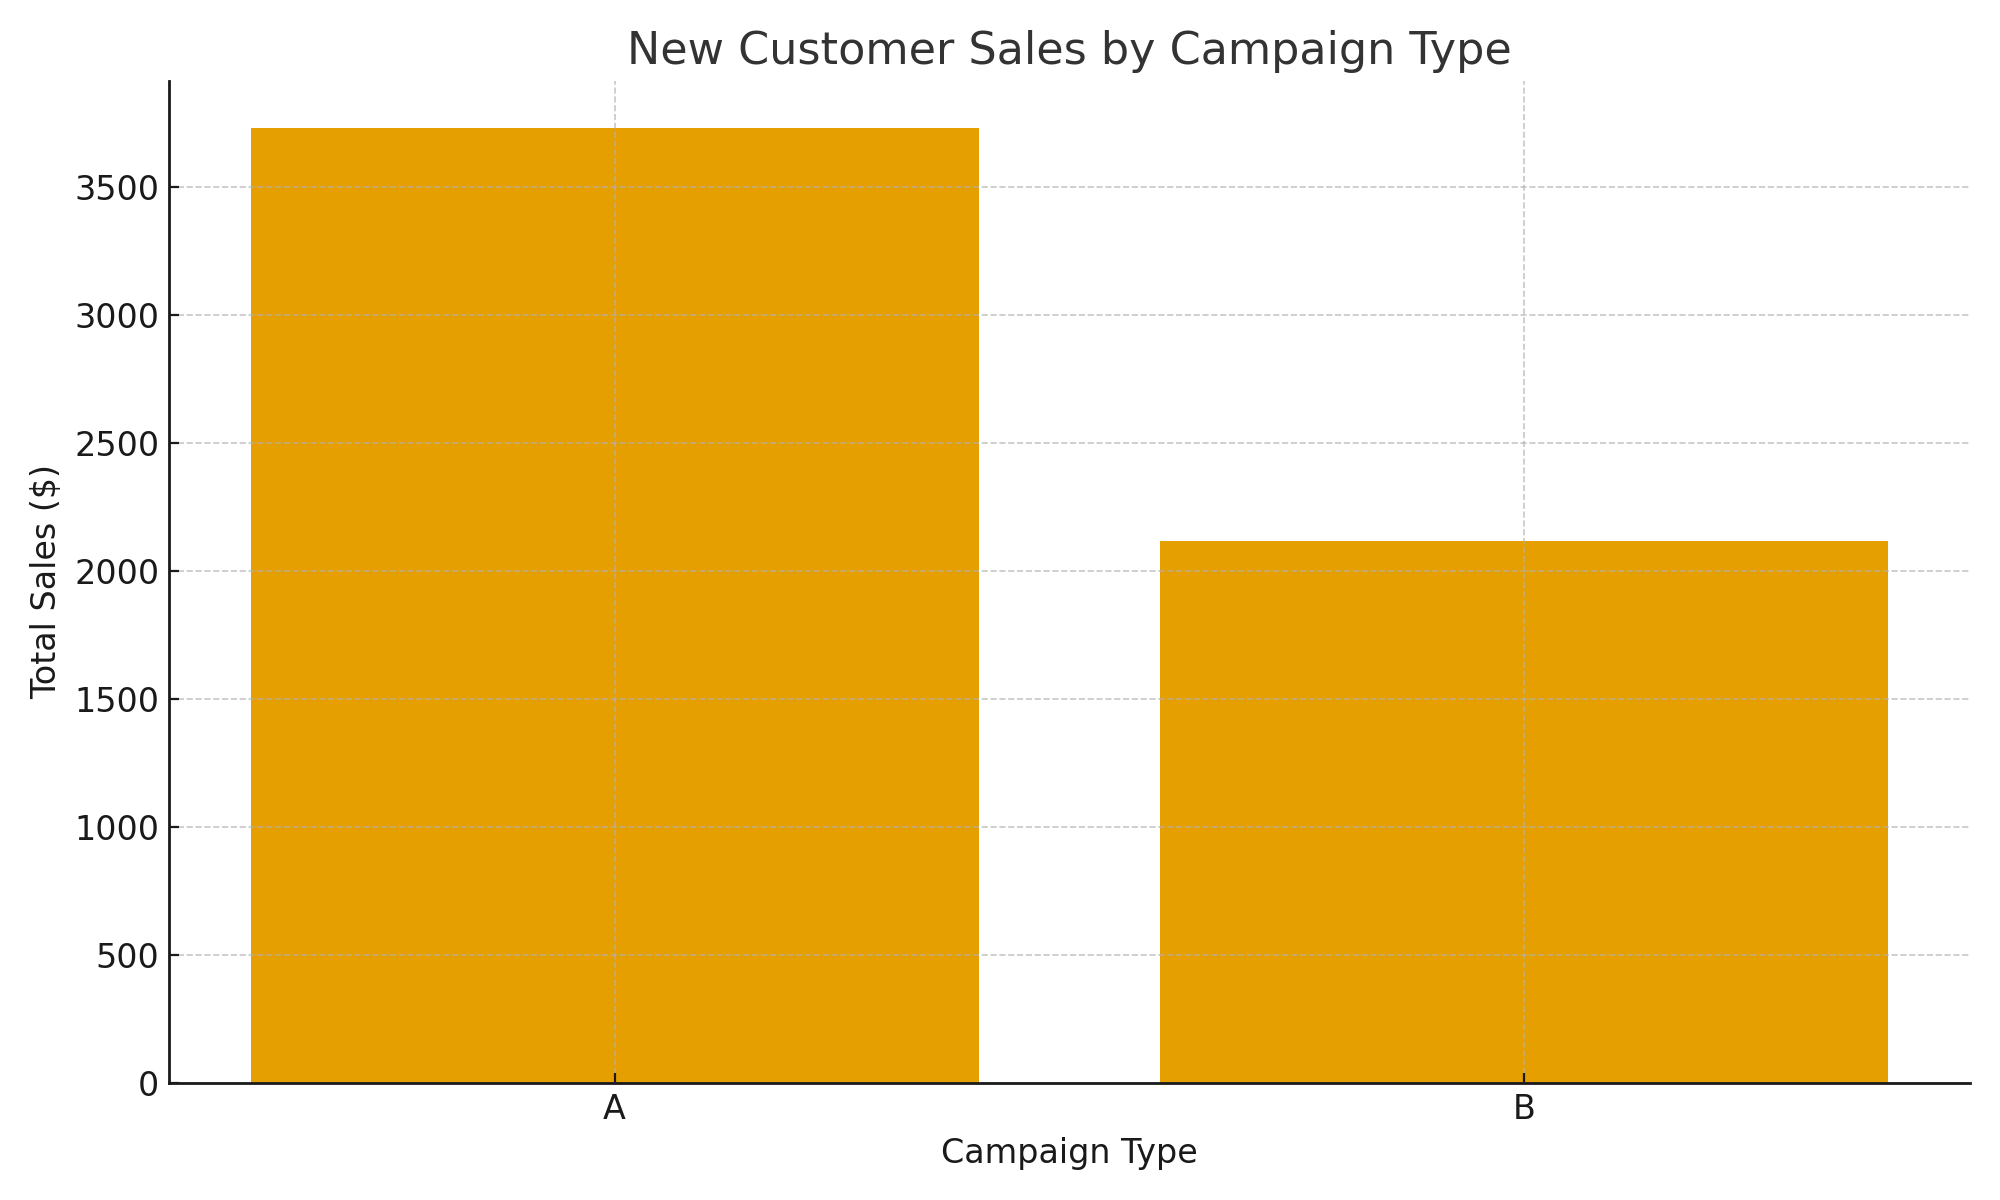 New Customer Sales by Campaign Type
Total Sales ($)
3500
3000
2500
2000
1500
1000
500
0
A
B
Campaign Type